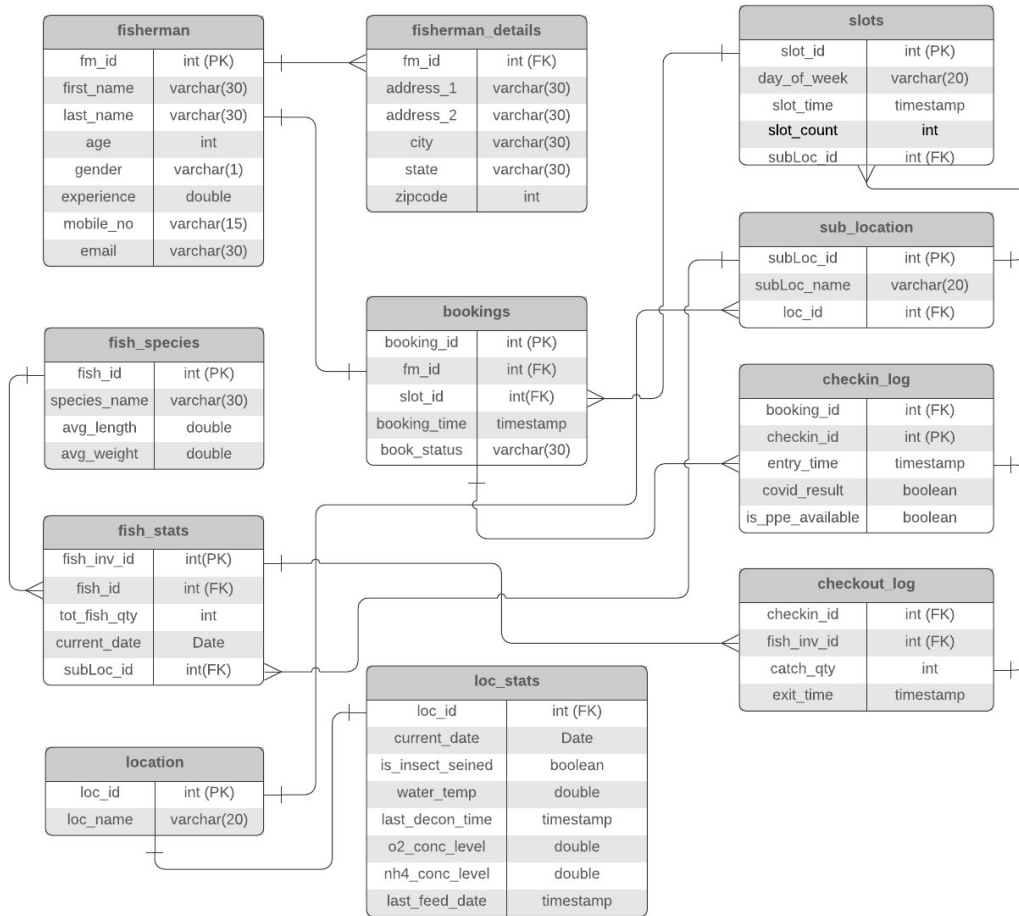 fisherman
fm_id int (PK)
first_name varchar(30)
last_name varchar(30)
age int
gender varchar(1)
experience double
mobile_no varchar(15)
email varchar(30)
fisherman_details
fm_id int (FK)
address_1 varchar(30)
address_2 varchar(30)
city varchar(30)
state varchar(30)
zipcode int
slots
slot_id int (PK)
day_of_week varchar(20)
slot_time timestamp
slot_count int
subLoc_id int (FK)
sub_location
subLoc_id int (PK)
subLoc_name varchar(20)
loc_id int (FK)
bookings
booking_id int (PK)
fm_id int (FK)
slot_id int(FK)
booking_time timestamp
book_status varchar(30)
fish_species
fish_id int (PK)
species_name varchar(30)
avg_length double
avg_weight double
checkin_log
booking_id int (FK)
checkin_id int (PK)
entry_time timestamp
covid_result boolean
is_ppe_available boolean
fish_stats
fish_inv_id int(PK)
fish_id int (FK)
tot_fish_qty int
current_date Date
subLoc_id int(FK)
checkout_log
checkin_id int (FK)
fish_inv_id int (FK)
catch_qty int
exit_time timestamp
loc_stats
loc_id int (FK)
current_date Date
is_insect_seined boolean
water_temp double
last_decon_time timestamp
o2_conc_level double
nh4_conc_level double
last_feed_date timestamp
location
loc_id int (PK)
loc_name varchar(20)